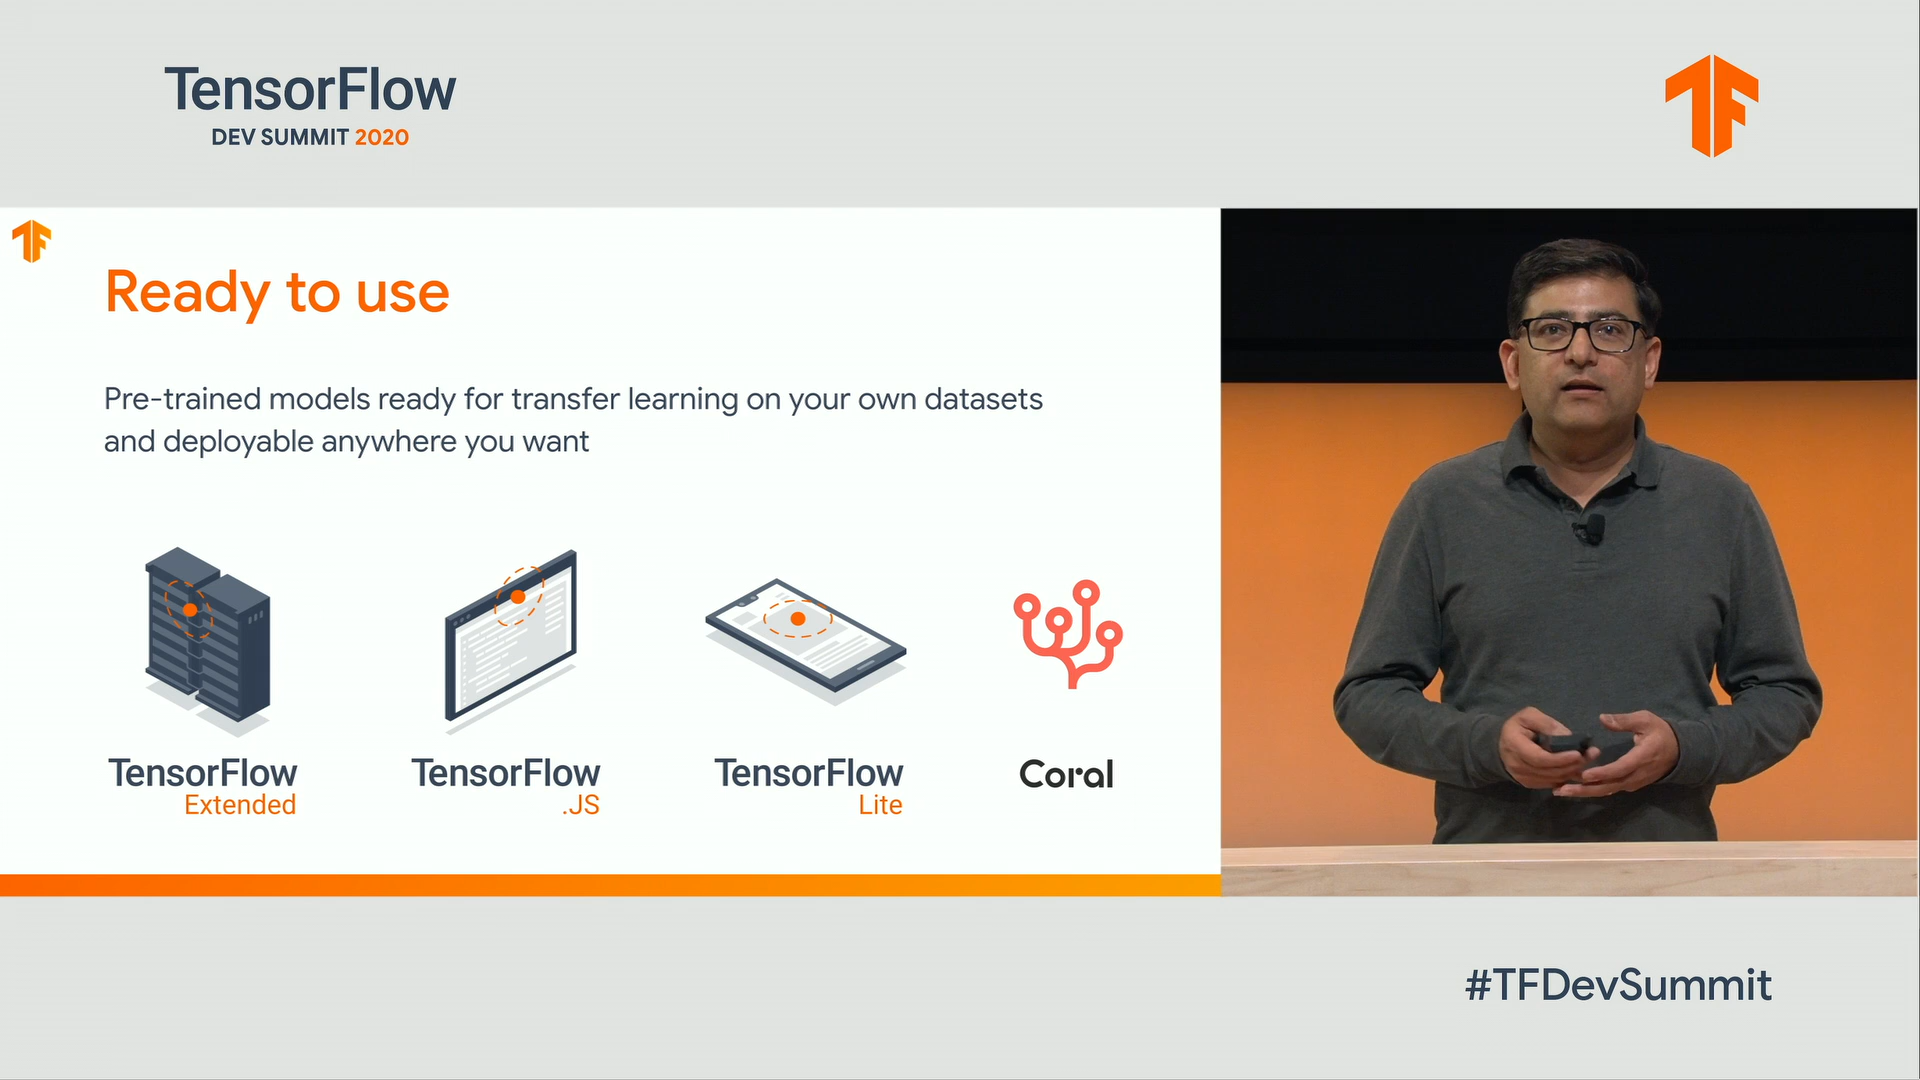 TensorFlow
DEV SUMMIT 2020
Ready to use
Pre-trained models ready for transfer learning on your own datasets
and deployable anywhere you want
TensorFlow
Extended
TensorFlow
.JS
TensorFlow
Lite
Coral
#TFDevSummit